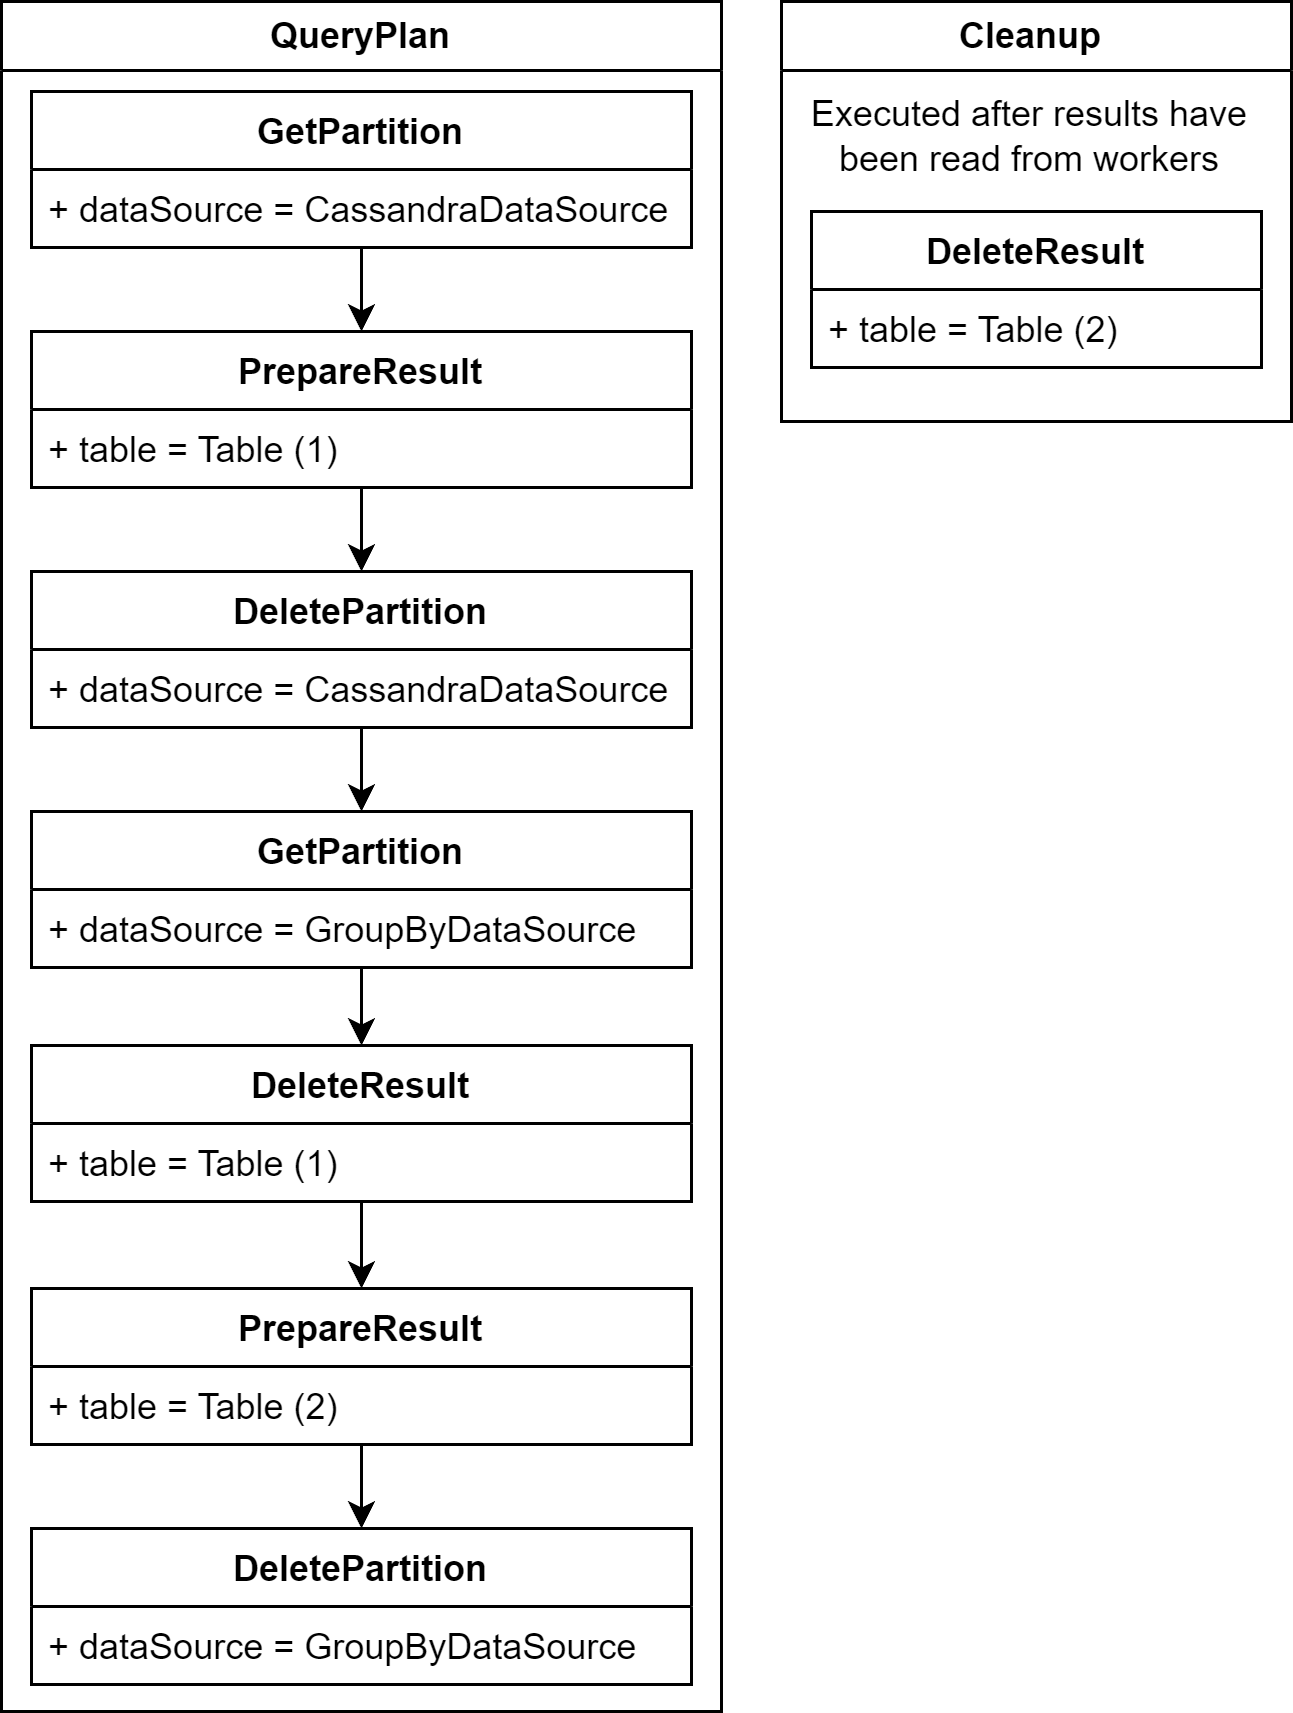 QueryPlan
GetPartition
+ dataSource = CassandraDataSource
PrepareResult
+ table = Table (1)
DeletePartition
+ dataSource = CassandraDataSource
GetPartition
+ dataSource = GroupByDataSource
DeleteResult
+ table = Table (1)
PrepareResult
+ table = Table (2)
DeletePartition
+ dataSource = GroupByDataSource
Cleanup
Executed after results have
been read from workers
DeleteResult
+ table = Table (2)